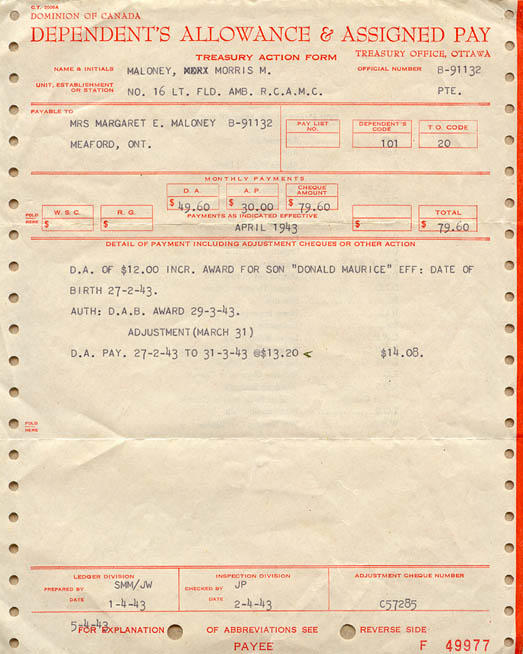 C.T. 2008A
DOMINION OF CANADA
DEPENDENT'S ALLOWANCE & ASSIGNED PAY
TREASURY ACTION FORM
TREASURY OFFICE, OTTAWA
NAME & INITIALS MALONEY, MORRIS M. OFFICIAL NUMBER B-91132
UNIT, ESTABLISHMENT OR STATION NO. 16 LT. FLD. AMB. R.C.A.M.C. PTE.
PAYABLE TO
MRS MARGARET E. MALONEY B-91132
MEAFORD, ONT.
PAY LIST NO. DEPENDENT'S CODE T.O. CODE
101 20
MONTHLY PAYMENTS
D.A. A.P. CHEQUE AMOUNT
$ 49.60 $ 30.00 $ 79.60
FOLD HERE
W.S.C. R.G. PAYMENTS AS INDICATED EFFECTIVE TOTAL
$ $ APRIL 1943 $ $ 79.60
DETAIL OF PAYMENT INCLUDING ADJUSTMENT CHEQUES OR OTHER ACTION
D.A. OF $12.00 INCR. AWARD FOR SON "DONALD MAURICE" EFF: DATE OF
BIRTH 27-2-43.
AUTH: D.A.B. AWARD 29-3-43.
ADJUSTMENT(MARCH 31)
D.A. PAY. 27-2-43 TO 31-3-43 @$13.20 < $14.08.
FOLD HERE
LEDGER DIVISION INSPECTION DIVISION ADJUSTMENT CHEQUE NUMBER
PREPARED BY SMM/JW CHECKED BY JP
DATE 1-4-43 DATE 2-4-43 C57285
5-4-43
FOR EXPLANATION OF ABBREVIATIONS SEE REVERSE SIDE
PAYEE F 49977